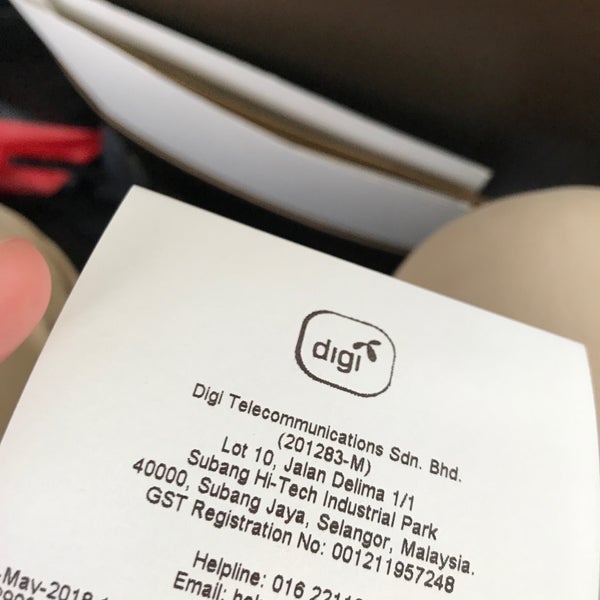 digi
Digi Telecommunications Sdn. Bhd.
(201283-M)
Lot 10, Jalan Delima 1/1
Subang Hi-Tech Industrial Park
40000, Subang Jaya, Selangor, Malaysia.
GST Registration No: 001211957248
Helpline: 016
Email:
-May-2018